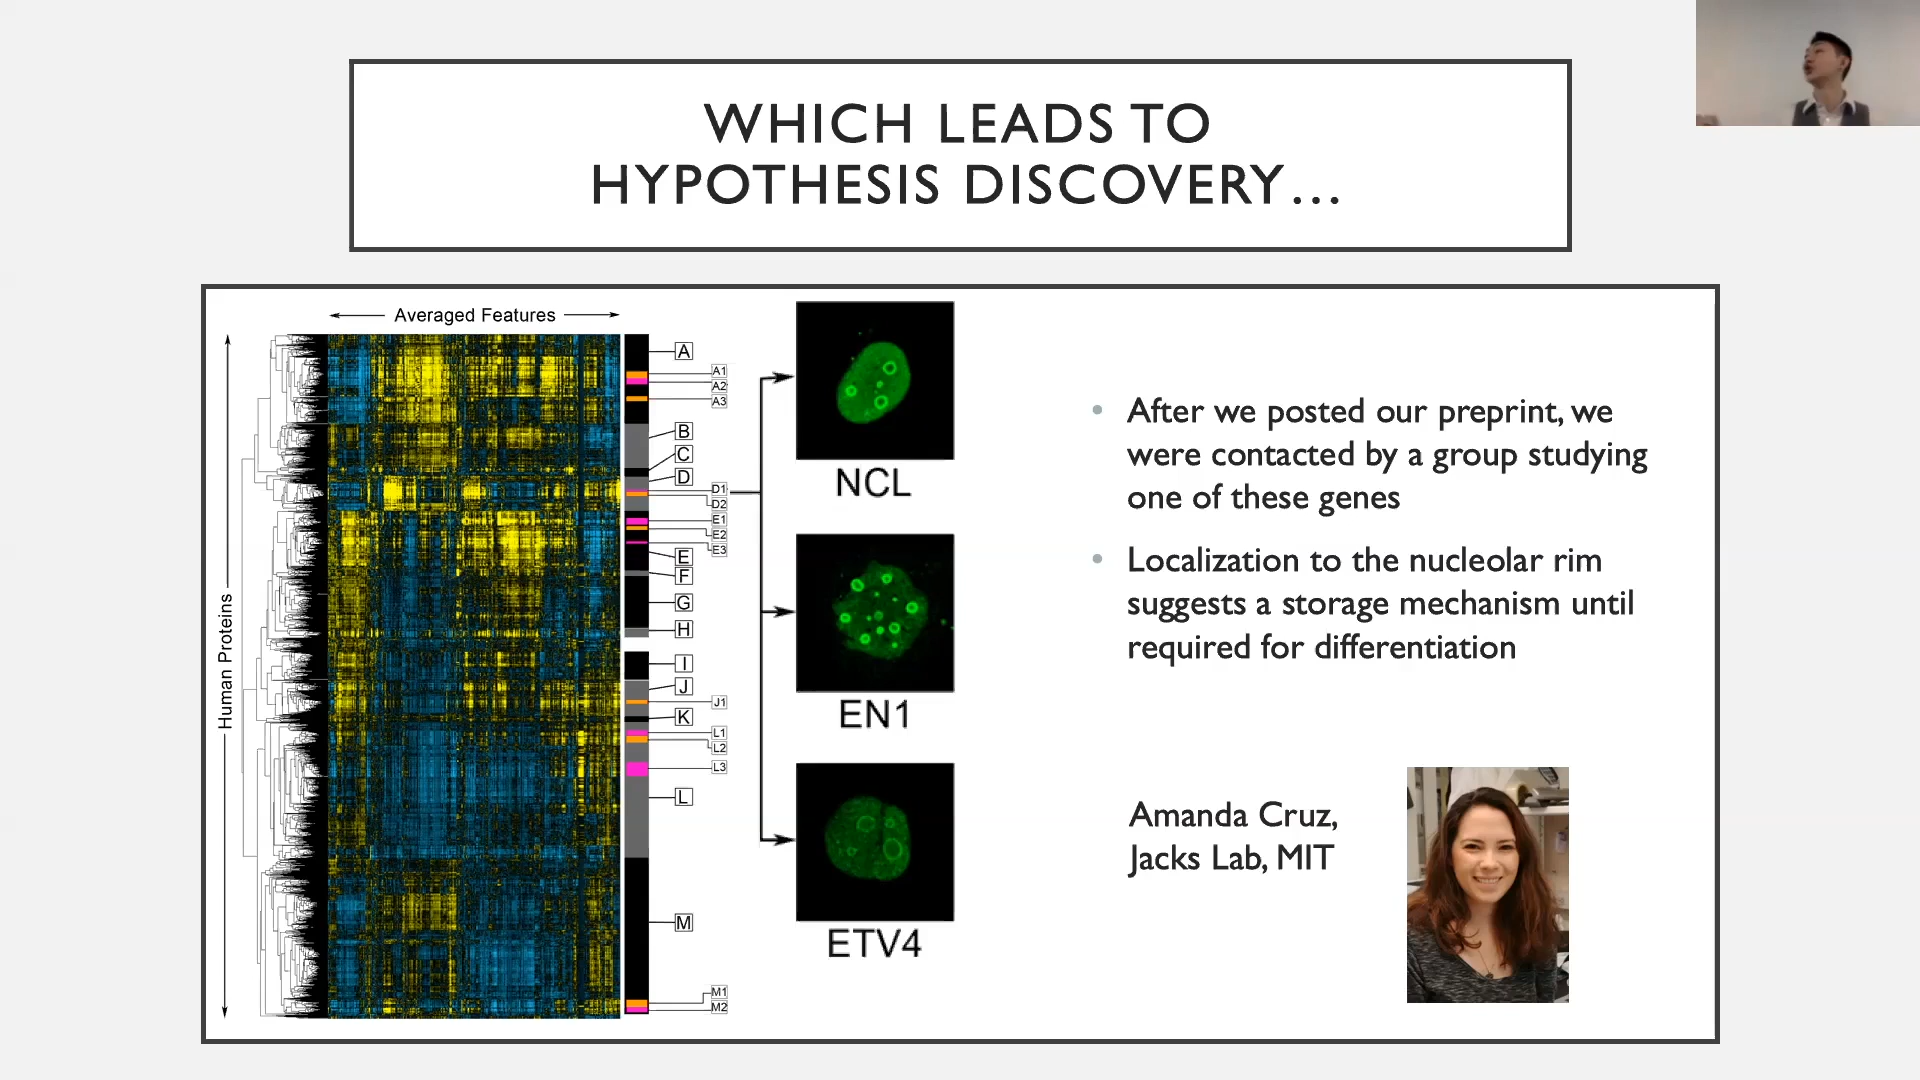 WHICH LEADS TO
HYPOTHESIS DISCOVERY...
Averaged Features
Human Proteins
A
A1
A2
A3
B
C
D
D1
D2
E1
E2
E3
E
F
G
H
I
J
J1
K
L1
L2
L3
L
M
M1
M2
NCL
EN1
ETV4
• After we posted our preprint, we
were contacted by a group studying
one of these genes
• Localization to the nucleolar rim
suggests a storage mechanism until
required for differentiation
Amanda Cruz,
Jacks Lab, MIT